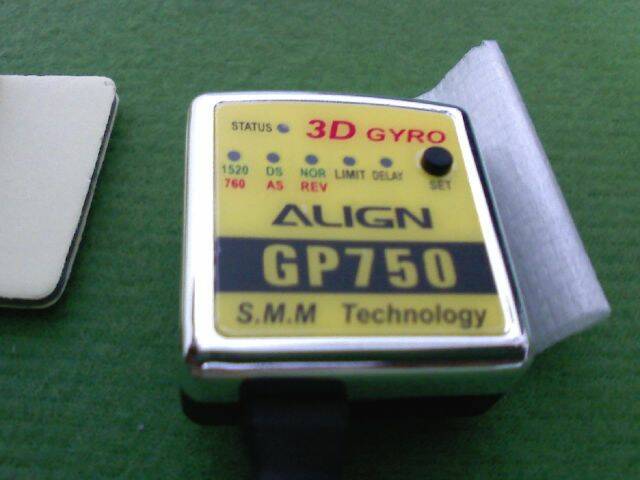 STATUS 3D GYRO
1520 DS NOR LIMIT DELAY
760 AS REV SET
ALIGN
GP750
S.M.M Technology